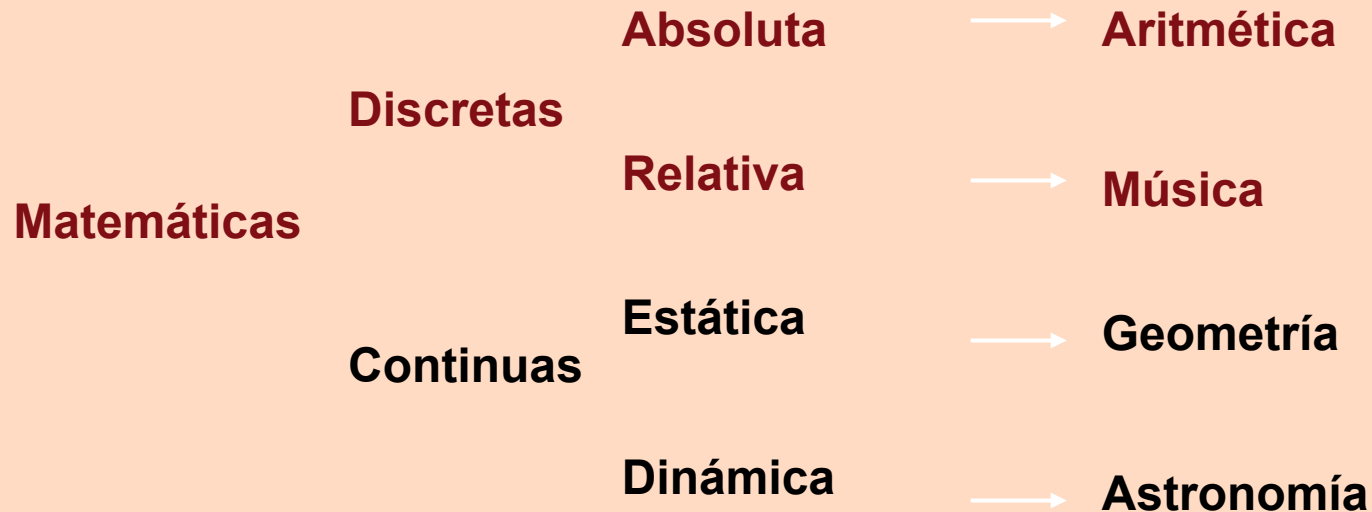 Absoluta Aritmética
Discretas
Relativa Música
Matemáticas
Estática Geometría
Continuas
Dinámica Astronomía